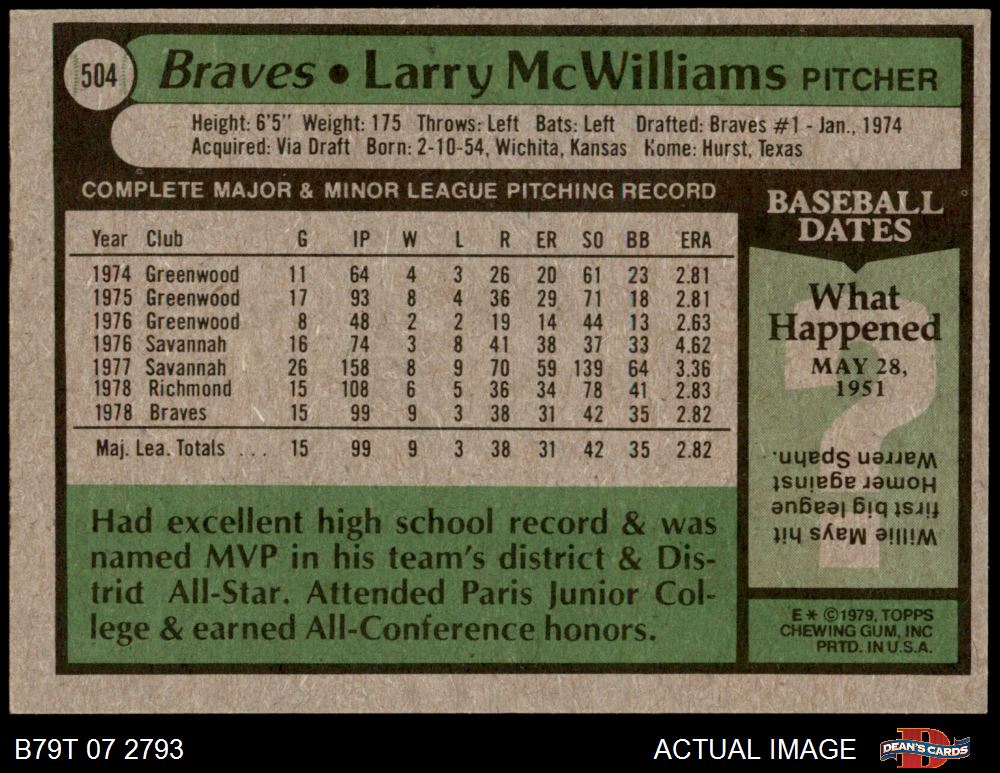 504
Braves • Larry McWilliams PITCHER
Height: 6'5" Weight: 175 Throws: Left Bats: Left Drafted: Braves #1 - Jan., 1974
Acquired: Via Draft Born: 2-10-54, Wichita, Kansas Home: Hurst, Texas
COMPLETE MAJOR & MINOR LEAGUE PITCHING RECORD
Year Club G IP W L R ER SO BB ERA
1974 Greenwood 11 64 4 3 26 20 61 23 2.81
1975 Greenwood 17 93 8 4 36 29 71 18 2.81
1976 Greenwood 8 48 2 2 19 14 44 13 2.63
1976 Savannah 16 74 3 8 41 38 37 33 4.62
1977 Savannah 26 158 8 9 70 59 139 64 3.36
1978 Richmond 15 108 6 5 36 34 78 41 2.83
1978 Braves 15 99 9 3 38 31 42 35 2.82
Maj. Lea. Totals ... 15 99 9 3 38 31 42 35 2.82
Had excellent high school record & was
named MVP in his team's district & Dis-
trict All-Star. Attended Paris Junior Col-
lege & earned All-Conference honors.
BASEBALL
DATES
What
Happened
MAY 28,
1951
Willie Mays hit
first big league
Homer against
Warren Spahn.
E * ©1979, TOPPS
CHEWING GUM, INC
PRTD. IN U.S.A.
B79T 07 2793
ACTUAL IMAGE
DEAN'S CARDS